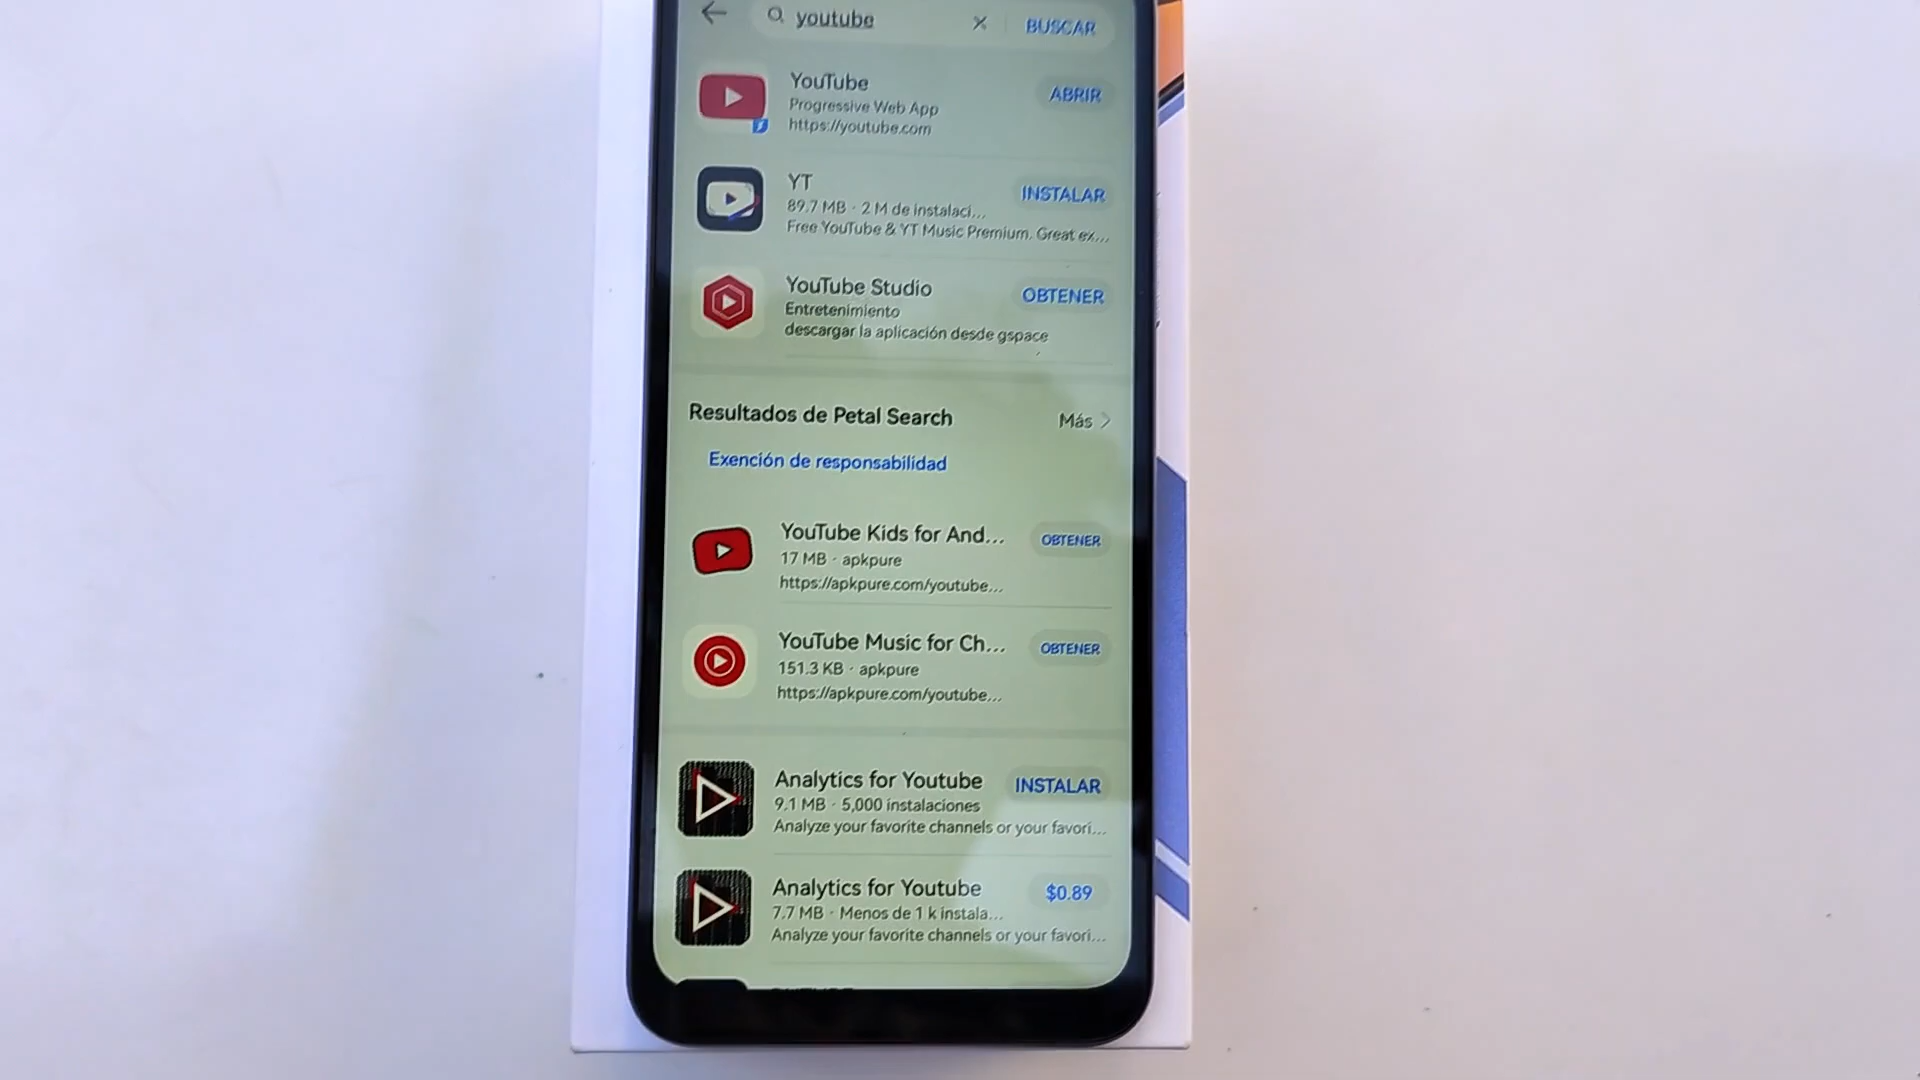 youtube
BUSCAR
YouTube
Progressive Web App
https://youtube.com
ABRIR
YT
89.7 MB · 2 M de instalaci...
Free YouTube & YT Music Premium. Great ex...
INSTALAR
YouTube Studio
Entretenimiento
descargar la aplicación desde gspace
OBTENER
Resultados de Petal Search
Más
Exención de responsabilidad
YouTube Kids for And...
17 MB · apkpure
https://apkpure.com/youtube...
OBTENER
YouTube Music for Ch...
151.3 KB · apkpure
https://apkpure.com/youtube...
OBTENER
Analytics for Youtube
9.1 MB · 5,000 instalaciones
Analyze your favorite channels or your favori...
INSTALAR
Analytics for Youtube
7.7 MB · Menos de 1 k instala...
Analyze your favorite channels or your favori...
$0.89